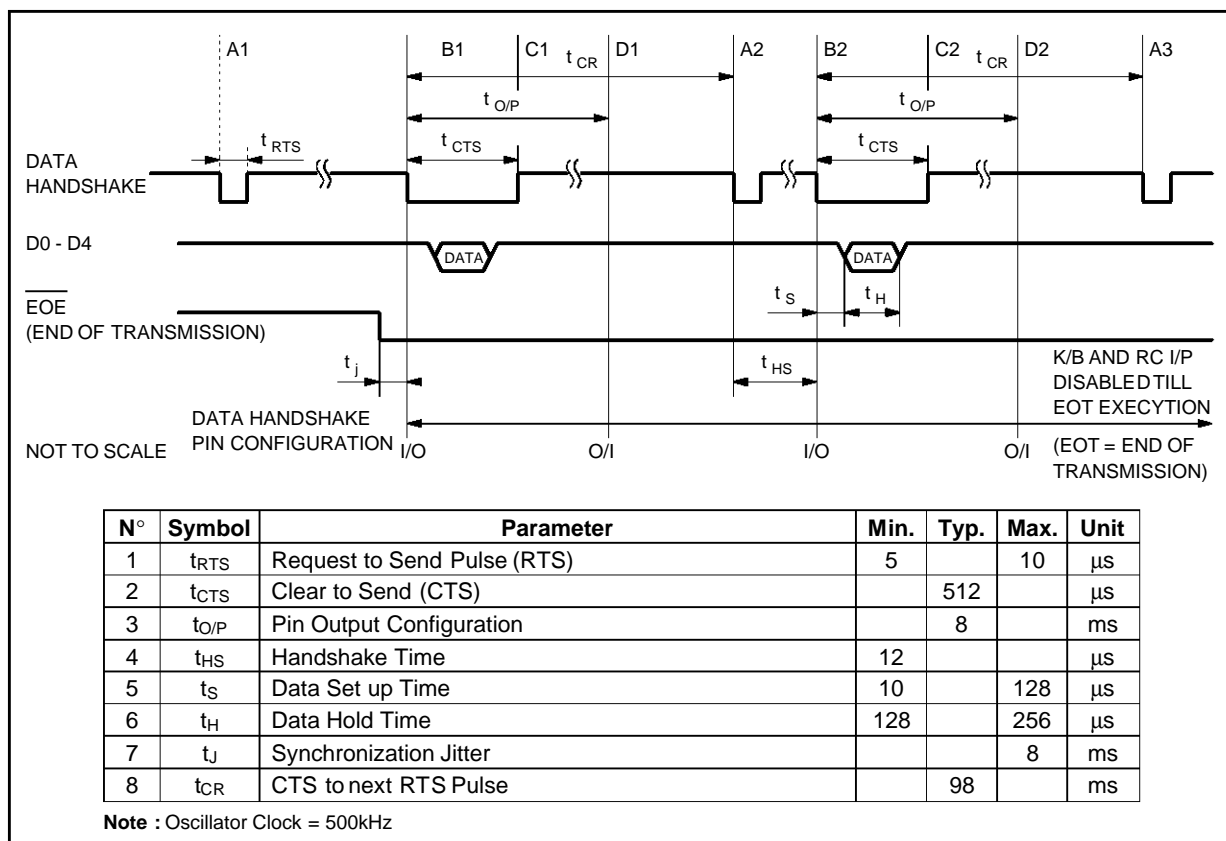 A1 B1 C1 t CR D1 A2 B2 C2 t CR D2 A3
t O/P t O/P
t RTS t CTS t CTS
DATA
HANDSHAKE
D0 - D4
DATA DATA
EOE
(END OF TRANSMISSION)
t S t H
t j t HS
K/B AND RC I/P
DISABLED TILL
EOT EXECYTION
DATA HANDSHAKE
PIN CONFIGURATION
NOT TO SCALE I/O O/I I/O O/I
(EOT = END OF
TRANSMISSION)
N° Symbol Parameter Min. Typ. Max. Unit
1 tRTS Request to Send Pulse (RTS) 5 10 μs
2 tCTS Clear to Send (CTS) 512 μs
3 tO/P Pin Output Configuration 8 ms
4 tHS Handshake Time 12 μs
5 tS Data Set up Time 10 128 μs
6 tH Data Hold Time 128 256 μs
7 tJ Synchronization Jitter 8 ms
8 tCR CTS to next RTS Pulse 98 ms
Note : Oscillator Clock = 500kHz